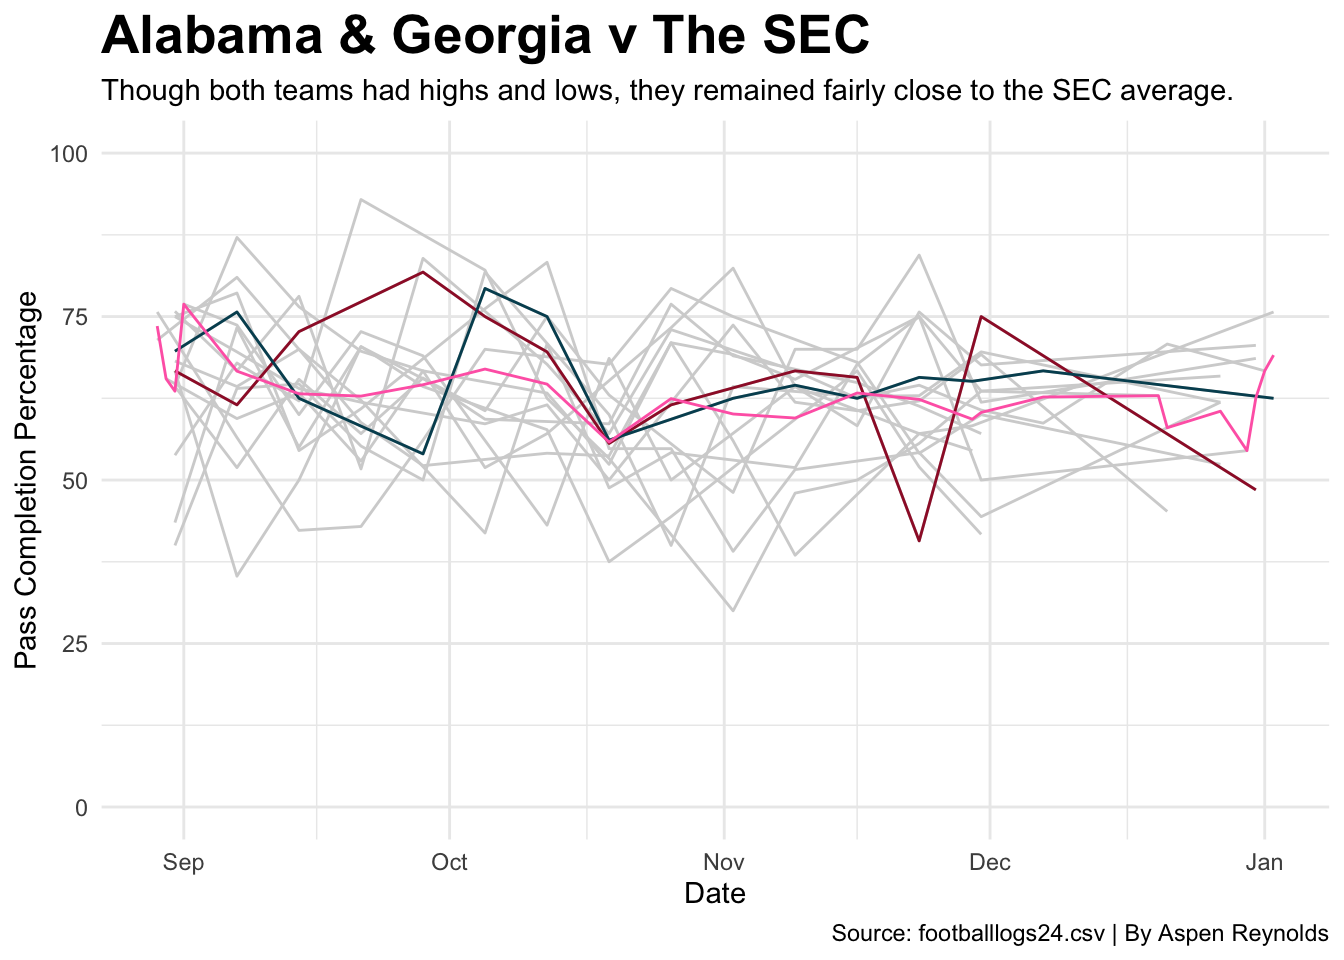 Alabama & Georgia v The SEC
Though both teams had highs and lows, they remained fairly close to the SEC average.
Pass Completion Percentage
100
75
50
25
0
Sep Oct Nov Dec Jan
Date
Source: footballlogs24.csv | By Aspen Reynolds